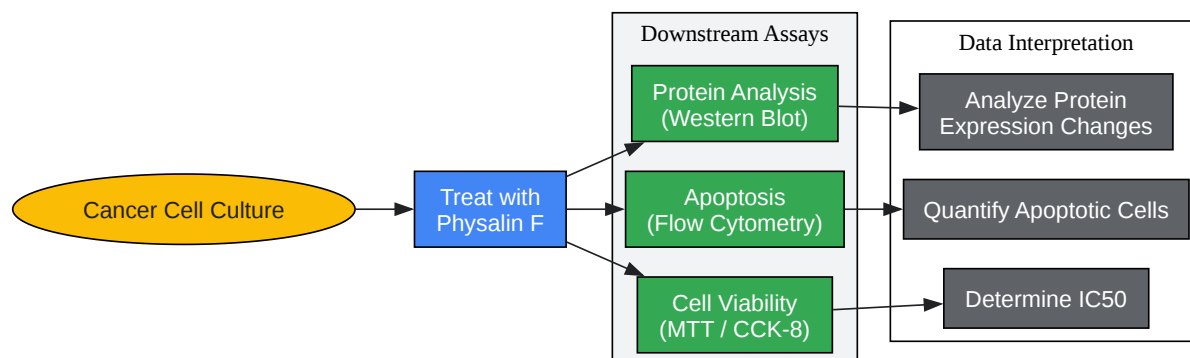 Downstream Assays
Data Interpretation
Protein Analysis
(Western Blot)
Analyze Protein
Expression Changes
Cancer Cell Culture
Treat with
Physalin F
Apoptosis
(Flow Cytometry)
Quantify Apoptotic Cells
Cell Viability
(MTT / CCK-8)
Determine IC50